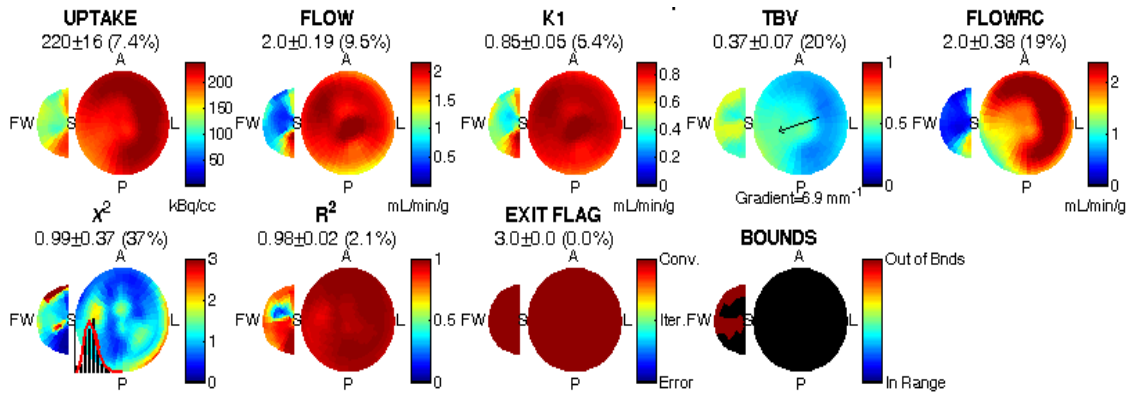 UPTAKE FLOW K1 TBV FLOWRC
220±16 (7.4%) 2.0±0.19 (9.5%) 0.85±0.05 (5.4%) 0.37±0.07 (20%) 2.0±0.38 (19%)
A A A A A
200 150 100 50
2 1.5 1 0.5 0
0.8 0.6 0.4 0.2 0
1 0.5 0
2 1 0
FW S L FW S L FW S L FW S L FW S L
P P P P P
kBq/cc mL/min/g mL/min/g Gradient=6.9 mm⁻¹ mL/min/g
χ² R² EXIT FLAG BOUNDS
0.99±0.37 (37%) 0.98±0.02 (2.1%) 3.0±0.0 (0.0%)
A A A A
3 2 1 0
1 0.5 0
Conv. Iter. Error
Out of Bnds In Range
FW S L FW S L FW S L FW S L
P P P P